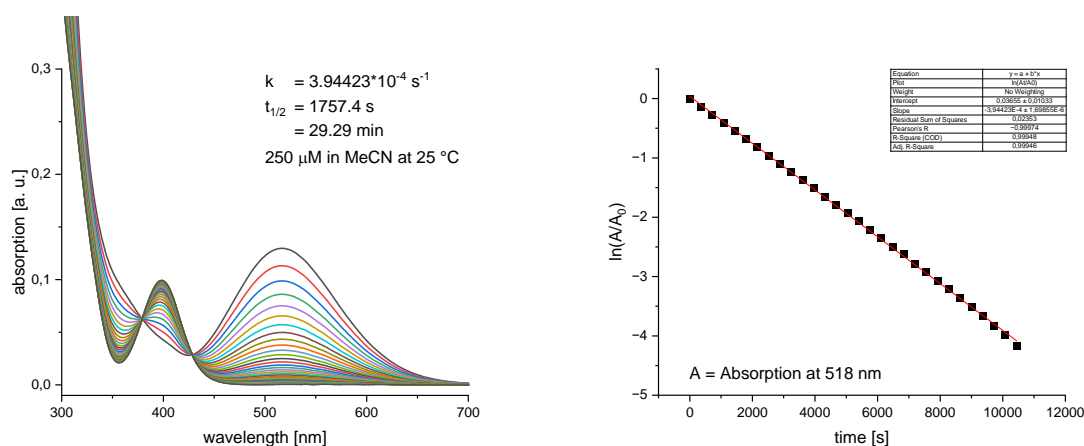 0,3
0,2
0,1
0,0
300 400 500 600 700
absorption [a. u.]
wavelength [nm]
k = 3.94423*10⁻⁴ s⁻¹
t₁/₂ = 1757.4 s
= 29.29 min
250 μM in MeCN at 25 °C
0
−1
−2
−3
−4
−5
0 2000 4000 6000 8000 10000 12000
ln(A/A₀)
time [s]
A = Absorption at 518 nm
Equation y = a + b*x
Plot ln(At/A0)
Weight No Weighting
Intercept 0,03655 ± 0,01033
Slope -3,94423E-4 ± 1,69855E-6
Residual Sum of Squares 0,02353
Pearson's R −0,99974
R-Square (COD) 0,99948
Adj. R-Square 0,99946